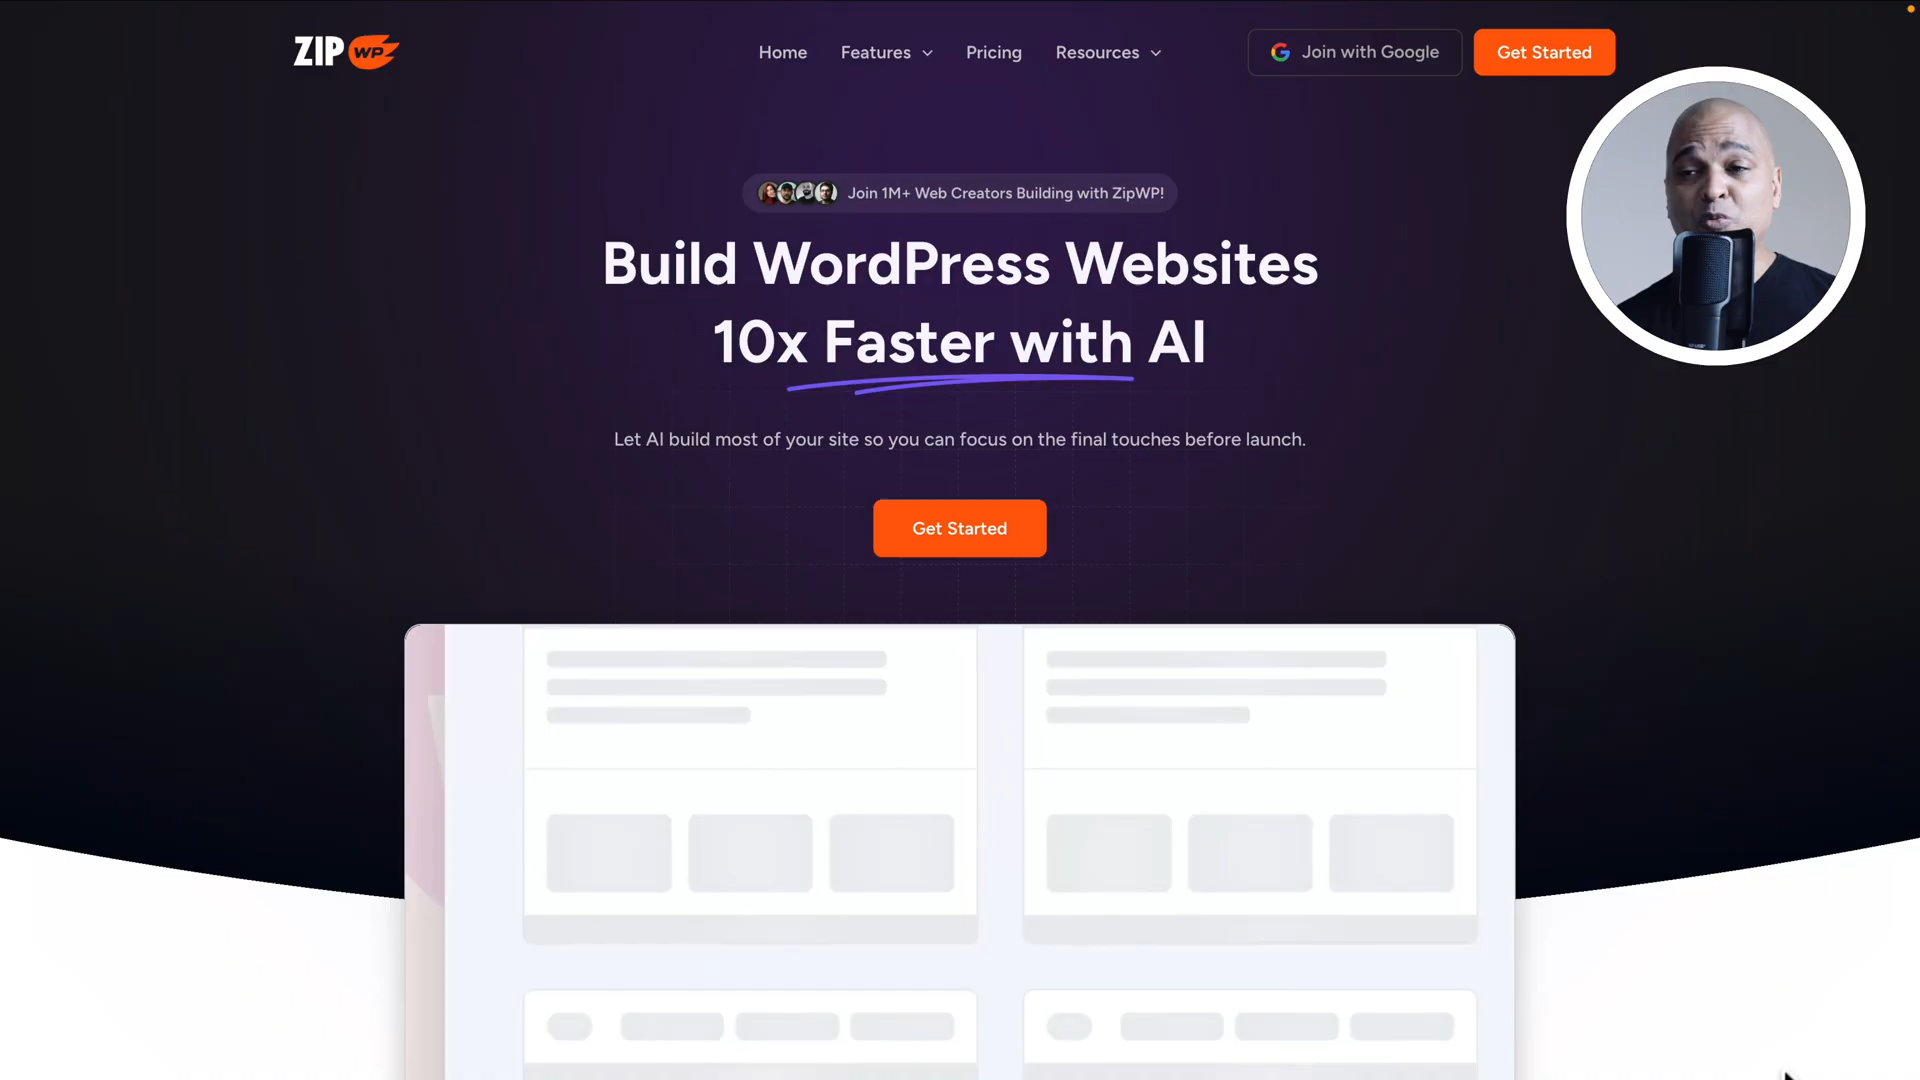 ZIP WP
Home Features Pricing Resources Join with Google Get Started
Join 1M+ Web Creators Building with ZipWP!
Build WordPress Websites
10x Faster with AI
Let AI build most of your site so you can focus on the final touches before launch.
Get Started